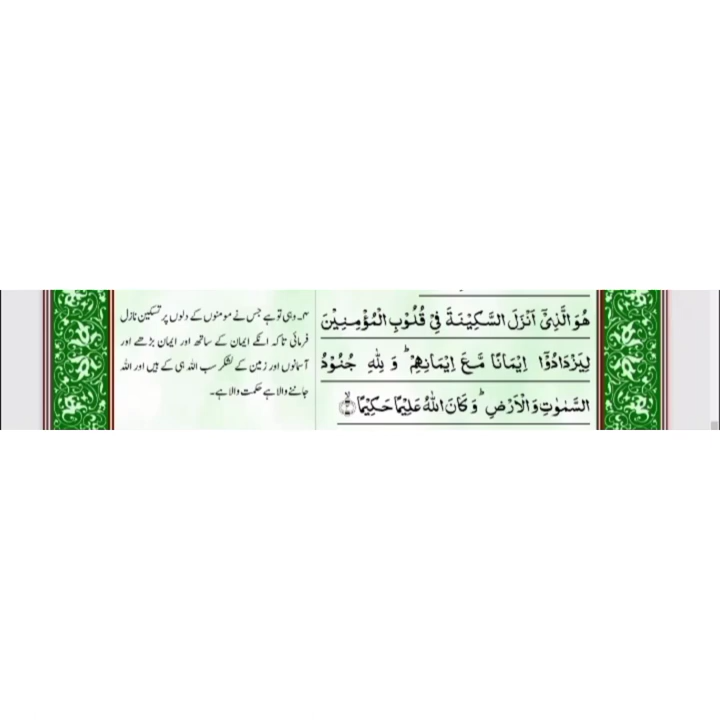 هُوَ الَّذِیْۤ اَنْزَلَ السَّكِیْنَةَ فِیْ قُلُوْبِ الْمُؤْمِنِیْنَ
لِیَزْدَادُوْۤا اِیْمَانًا مَّعَ اِیْمَانِهِمْ ؕ وَ لِلّٰهِ جُنُوْدُ
السَّمٰوٰتِ وَ الْاَرْضِ ؕ وَ كَانَ اللّٰهُ عَلِیْمًا حَكِیْمًا ۙ۝۴
۴۔ وہی تو ہے جس نے مومنوں کے دلوں پر تسکین نازل
فرمائی تاکہ انکے ایمان کے ساتھ اور ایمان بڑھے اور
آسمانوں اور زمین کے لشکر سب اللہ ہی کے ہیں اور اللہ
جاننے والا ہے حکمت والا ہے۔